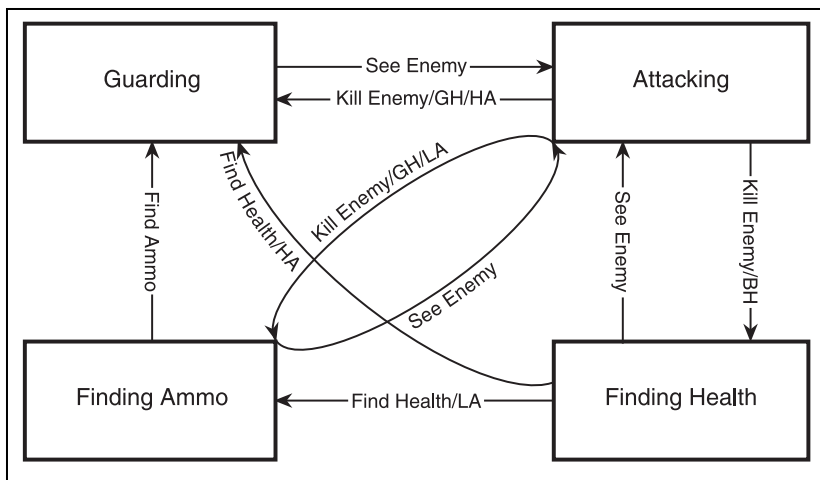 Guarding
See Enemy
Attacking
Kill Enemy/GH/HA
Find Ammo
Find Health/HA
Kill Enemy/GH/LA
See Enemy
See Enemy
Kill Enemy/BH
Finding Ammo
Find Health/LA
Finding Health